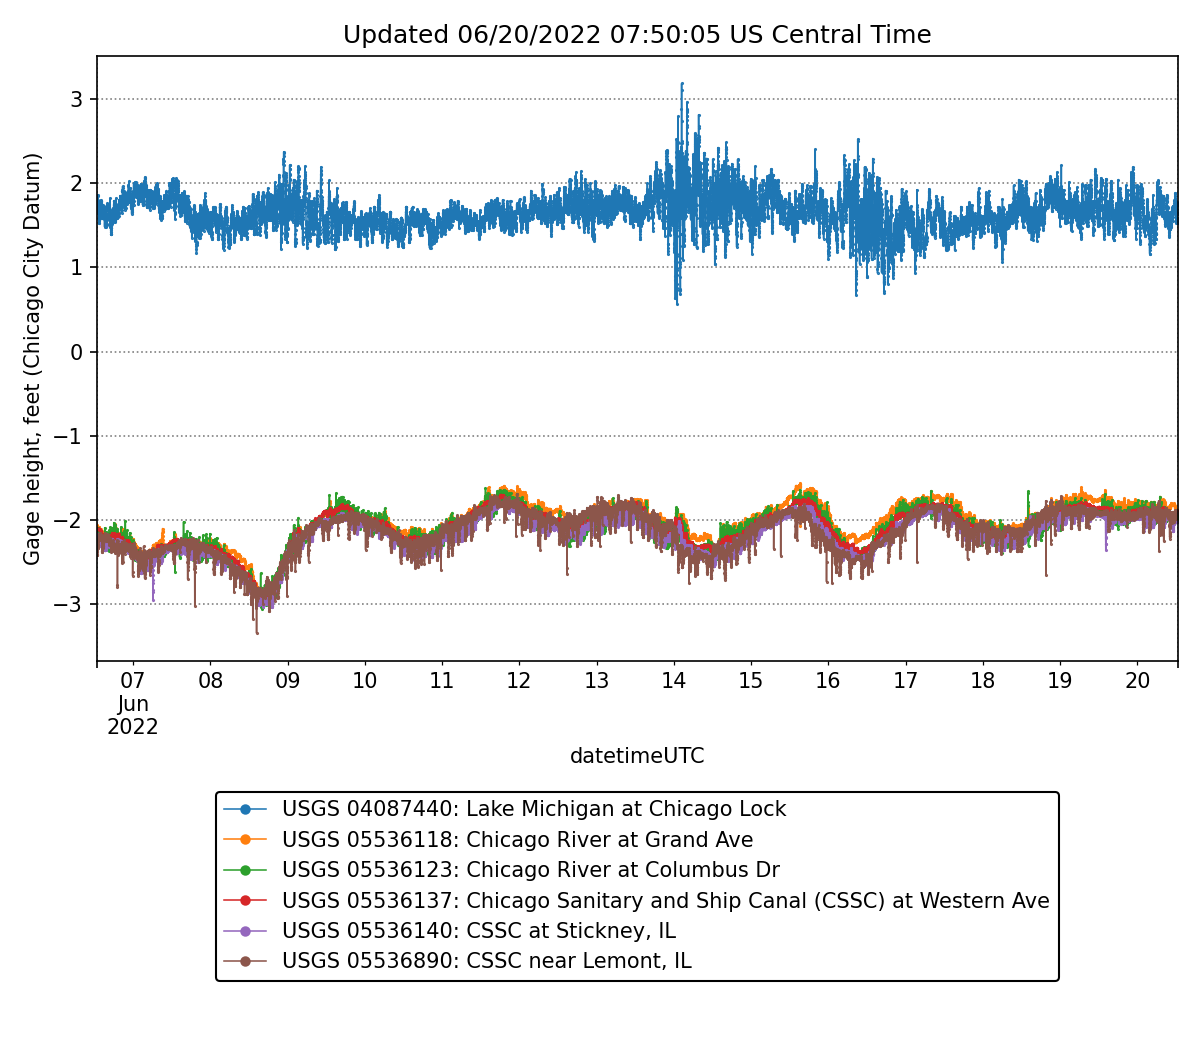 Updated 06/20/2022 07:50:05 US Central Time
Gage height, feet (Chicago City Datum)
3
2
1
0
−1
−2
−3
07 08 09 10 11 12 13 14 15 16 17 18 19 20
Jun
2022
datetimeUTC
USGS 04087440: Lake Michigan at Chicago Lock
USGS 05536118: Chicago River at Grand Ave
USGS 05536123: Chicago River at Columbus Dr
USGS 05536137: Chicago Sanitary and Ship Canal (CSSC) at Western Ave
USGS 05536140: CSSC at Stickney, IL
USGS 05536890: CSSC near Lemont, IL